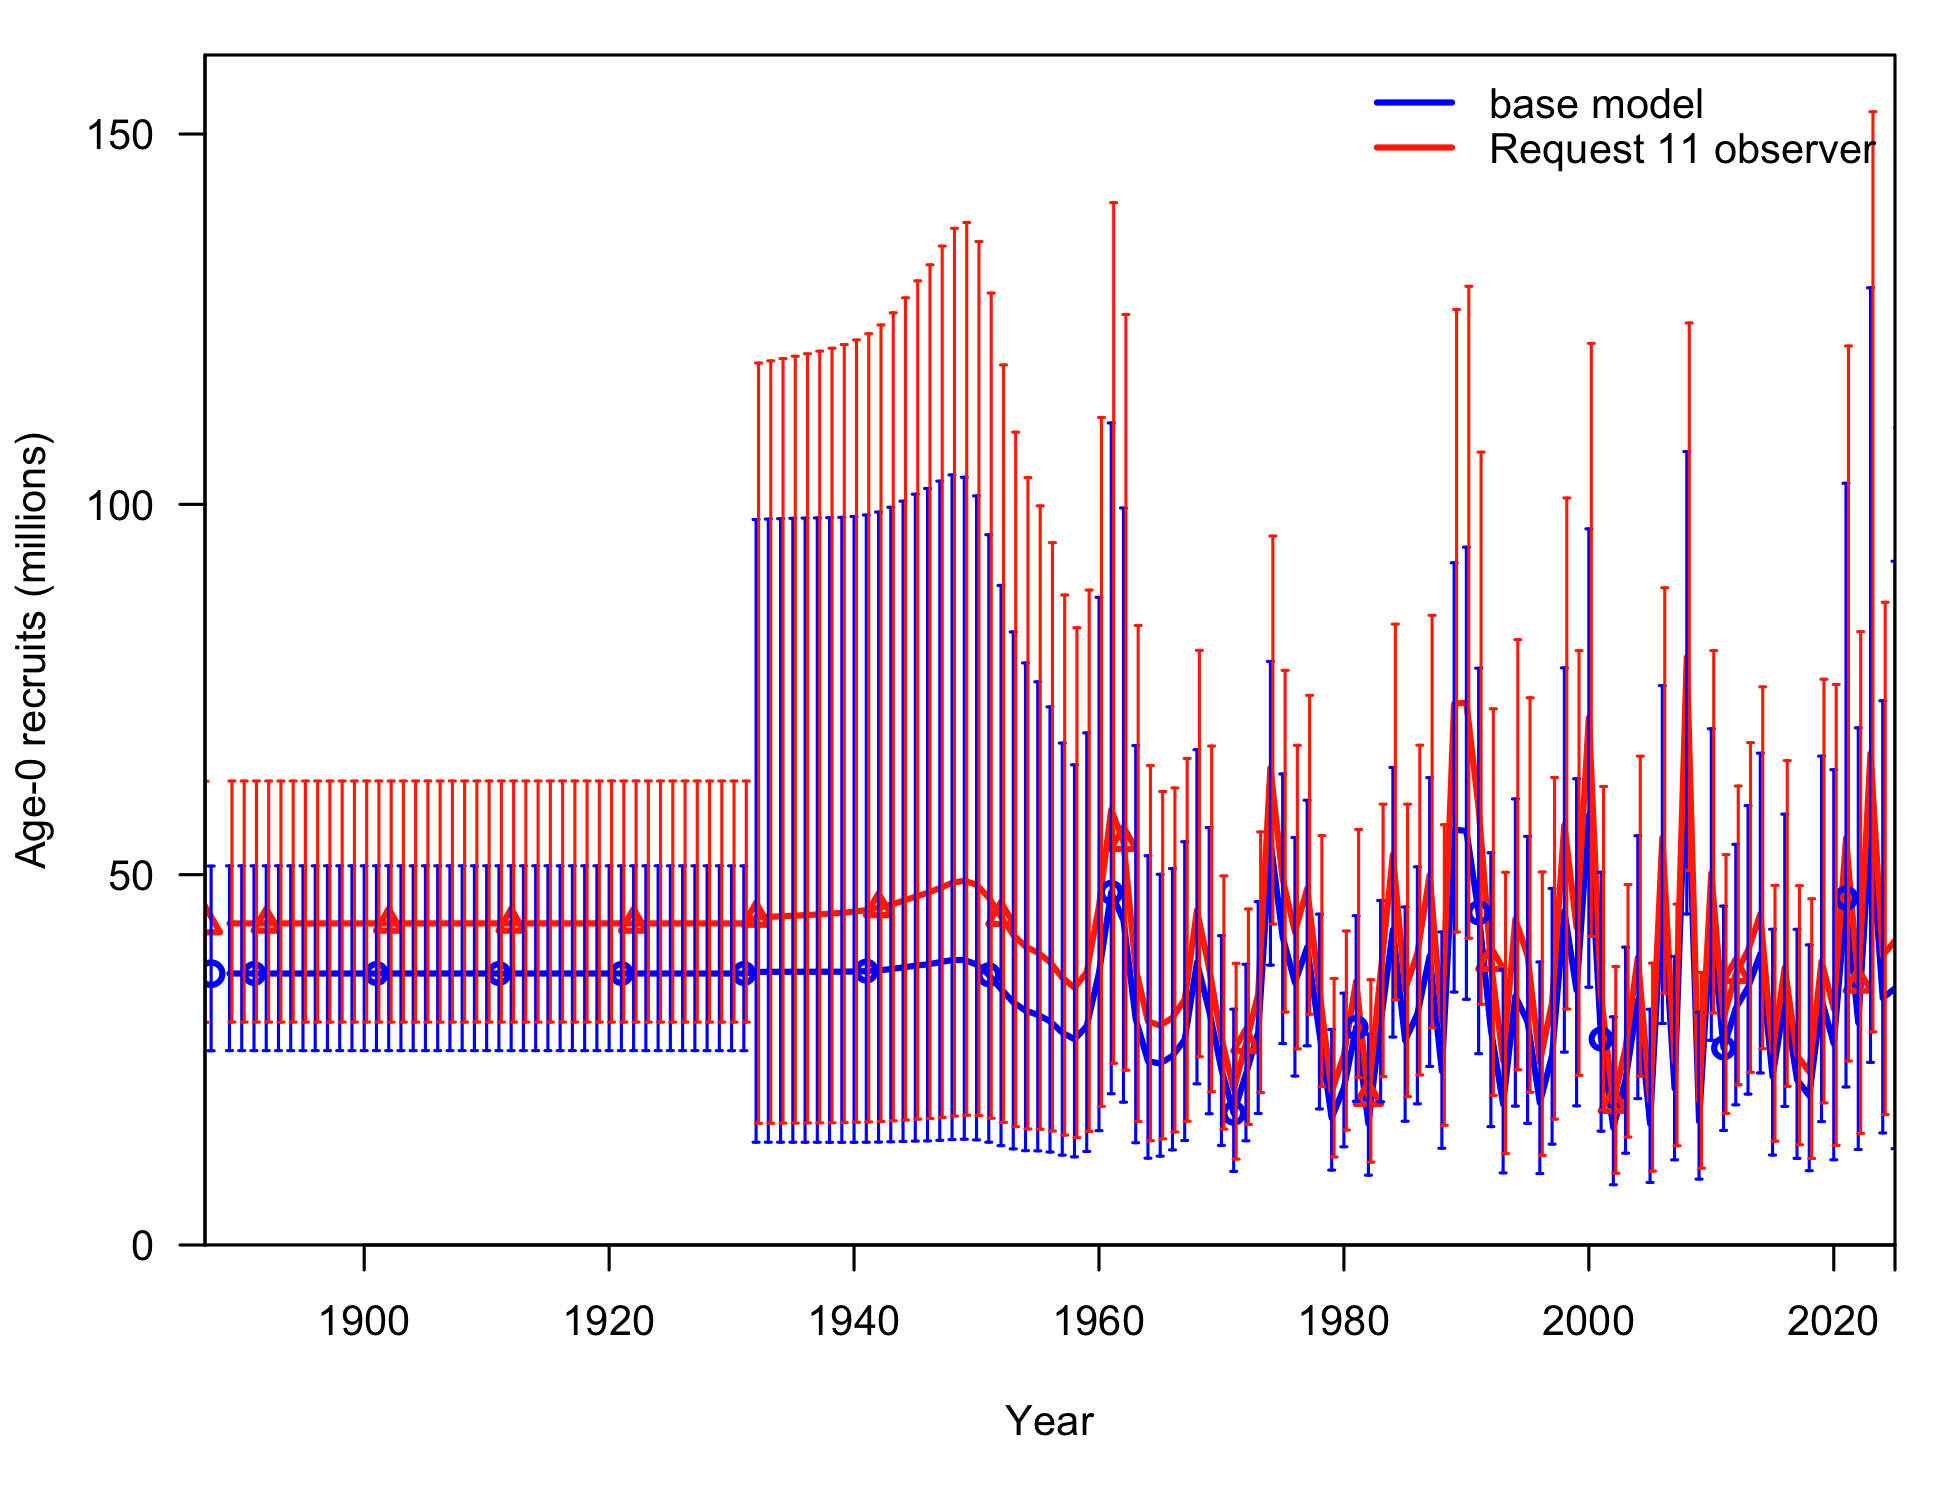 base model
Request 11 observer
150
100
50
0
Age-0 recruits (millions)
1900 1920 1940 1960 1980 2000 2020
Year